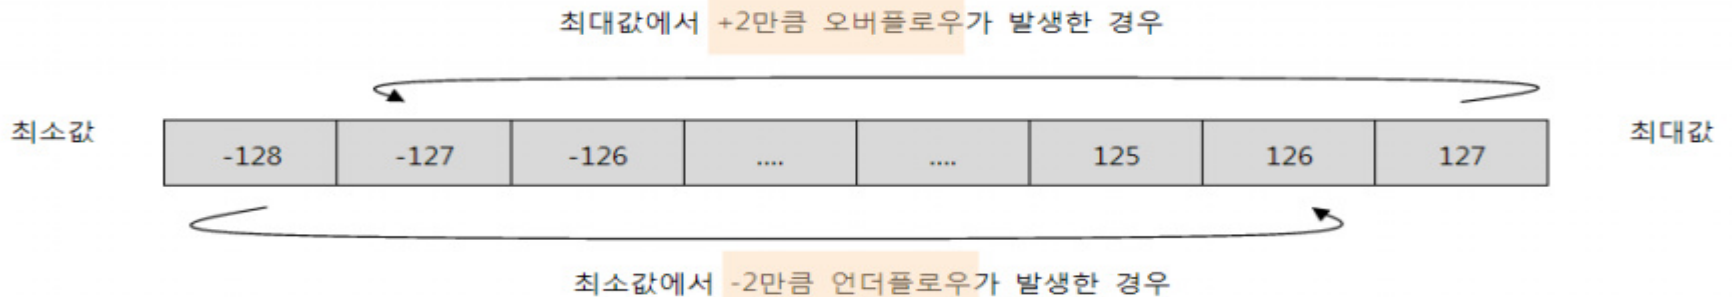 최대값에서 +2만큼 오버플로우가 발생한 경우
최소값 -128 -127 -126 .... .... 125 126 127 최대값
최소값에서 -2만큼 언더플로우가 발생한 경우